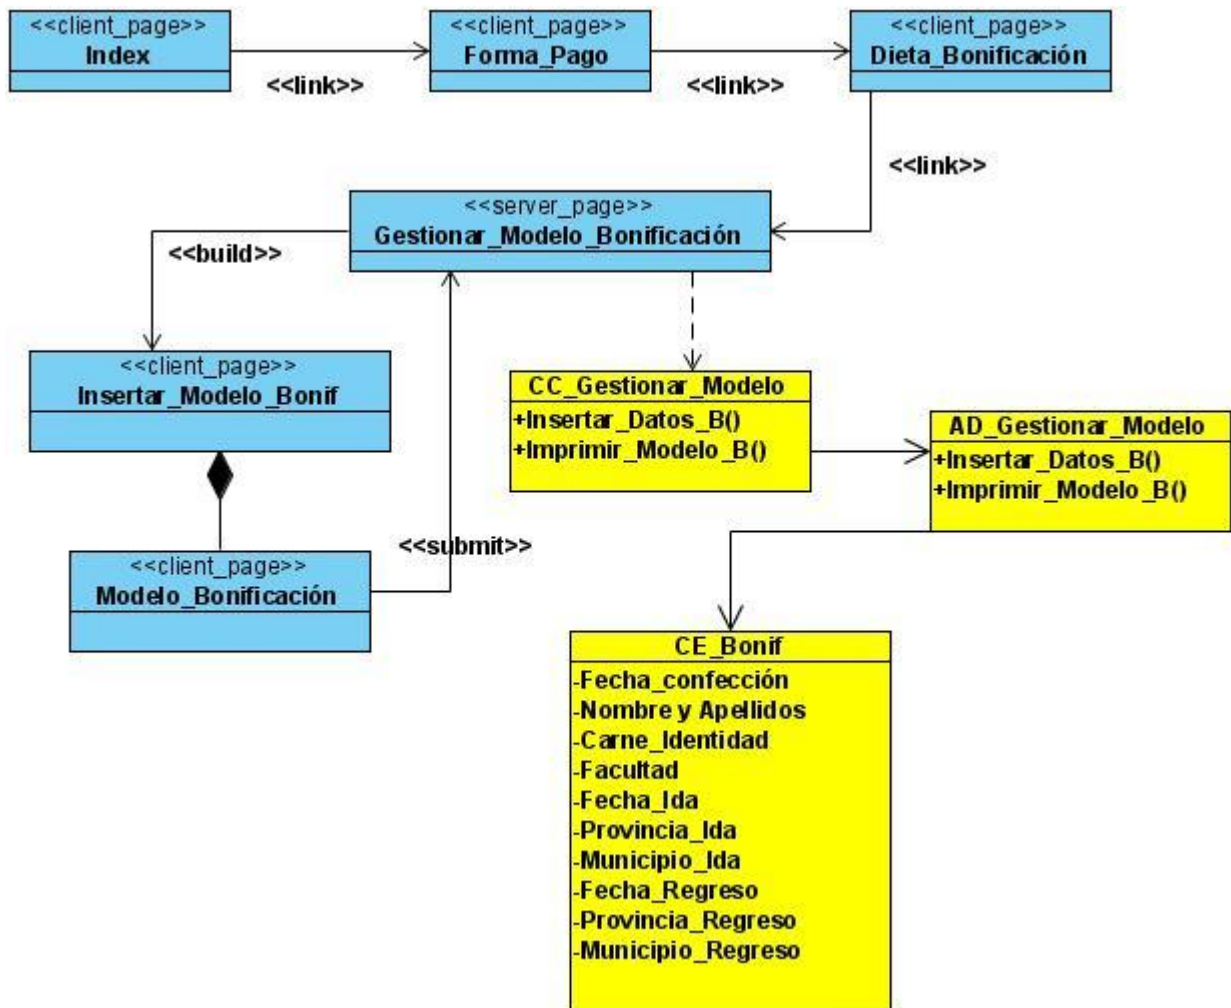 <<client_page>>
Index
<<link>>
<<client_page>>
Forma_Pago
<<link>>
<<client_page>>
Dieta_Bonificación
<<link>>
<<server_page>>
Gestionar_Modelo_Bonificación
<<build>>
<<client_page>>
Insertar_Modelo_Bonif
<<client_page>>
Modelo_Bonificación
<<submit>>
CC_Gestionar_Modelo
+Insertar_Datos_B()
+Imprimir_Modelo_B()
AD_Gestionar_Modelo
+Insertar_Datos_B()
+Imprimir_Modelo_B()
CE_Bonif
-Fecha_confección
-Nombre y Apellidos
-Carne_Identidad
-Facultad
-Fecha_Ida
-Provincia_Ida
-Municipio_Ida
-Fecha_Regreso
-Provincia_Regreso
-Municipio_Regreso